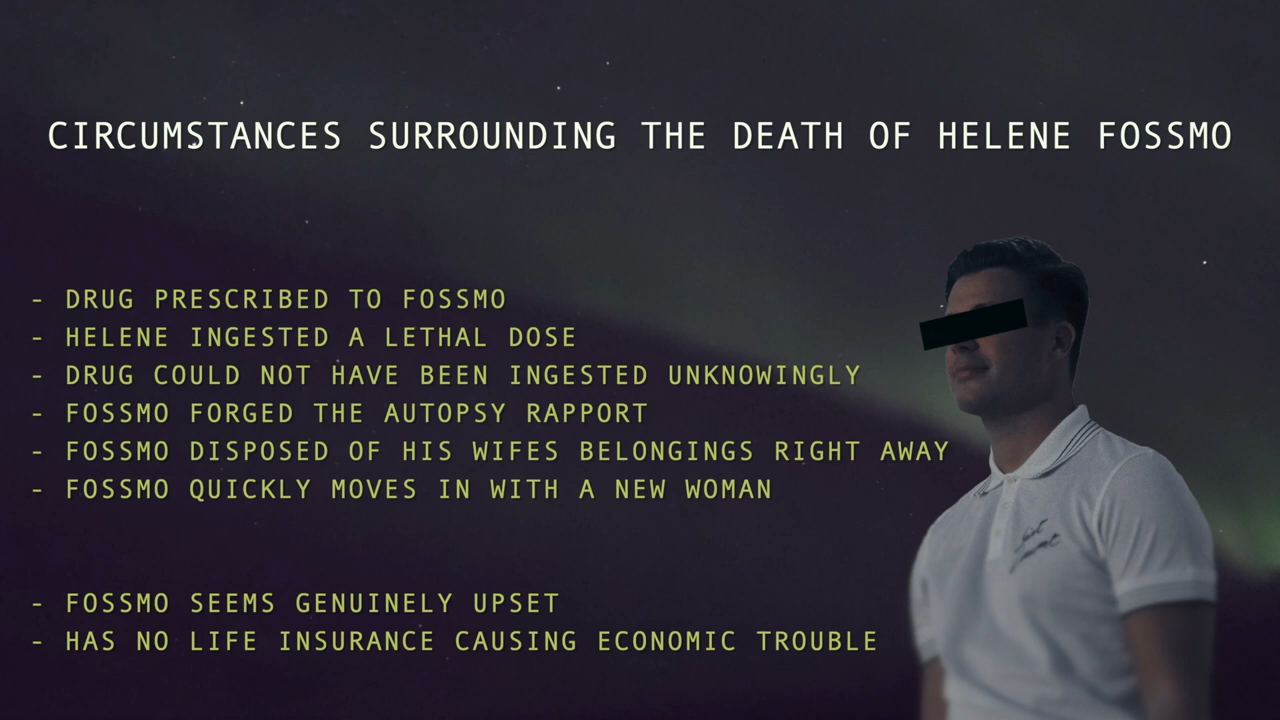 CIRCUMSTANCES SURROUNDING THE DEATH OF HELENE FOSSMO
- DRUG PRESCRIBED TO FOSSMO
- HELENE INGESTED A LETHAL DOSE
- DRUG COULD NOT HAVE BEEN INGESTED UNKNOWINGLY
- FOSSMO FORGED THE AUTOPSY RAPPORT
- FOSSMO DISPOSED OF HIS WIFES BELONGINGS RIGHT AWAY
- FOSSMO QUICKLY MOVES IN WITH A NEW WOMAN
- FOSSMO SEEMS GENUINELY UPSET
- HAS NO LIFE INSURANCE CAUSING ECONOMIC TROUBLE